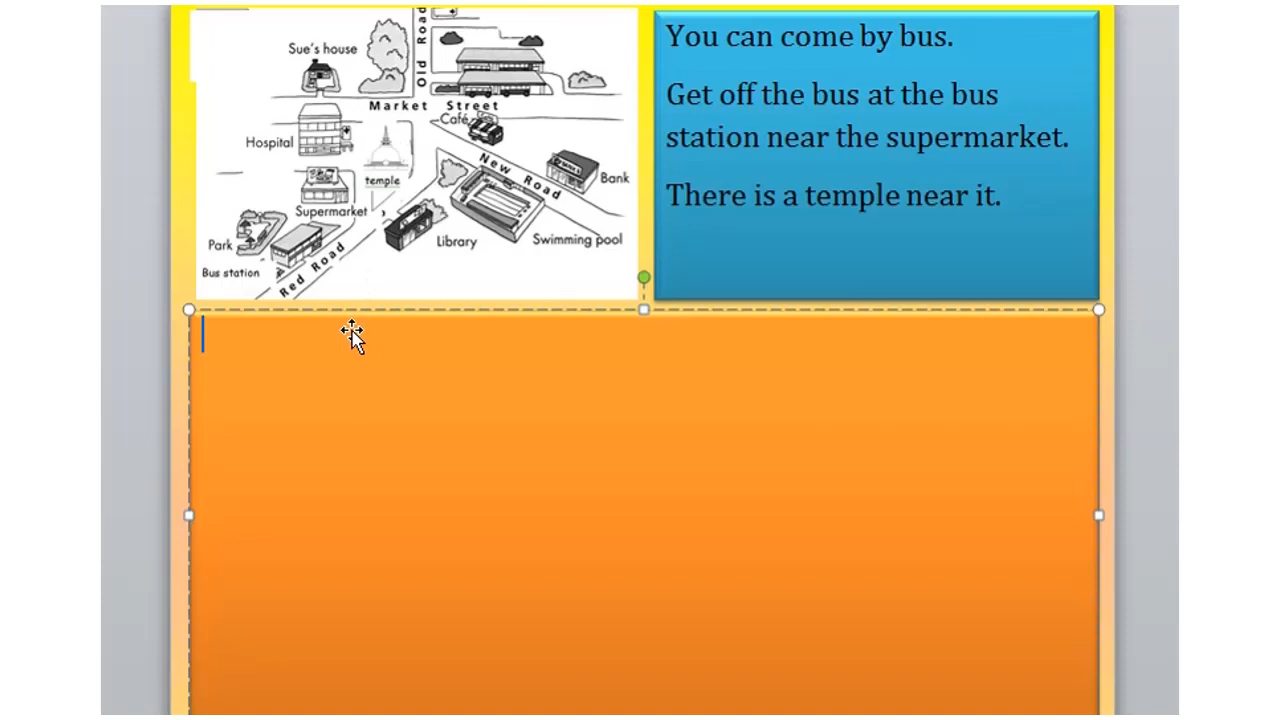 Old Road
Sue's house
Market Street
Café
Hospital
New Road
Bank
temple
Supermarket
Park
Library
Swimming pool
Bus station
Red Road
You can come by bus.
Get off the bus at the bus
station near the supermarket.
There is a temple near it.